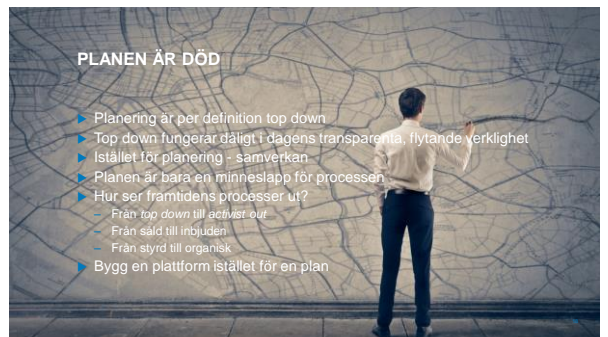 PLANEN ÄR DÖD
Planering är per definition top down
Top down fungerar dåligt i dagens transparenta, flytande verklighet
Istället för planering - samverkan
Planen är bara en minneslapp för processen
Hur ser framtidens processer ut?
– Från top down till activist out
– Från såld till inbjuden
– Från styrd till organisk
Bygg en plattform istället för en plan